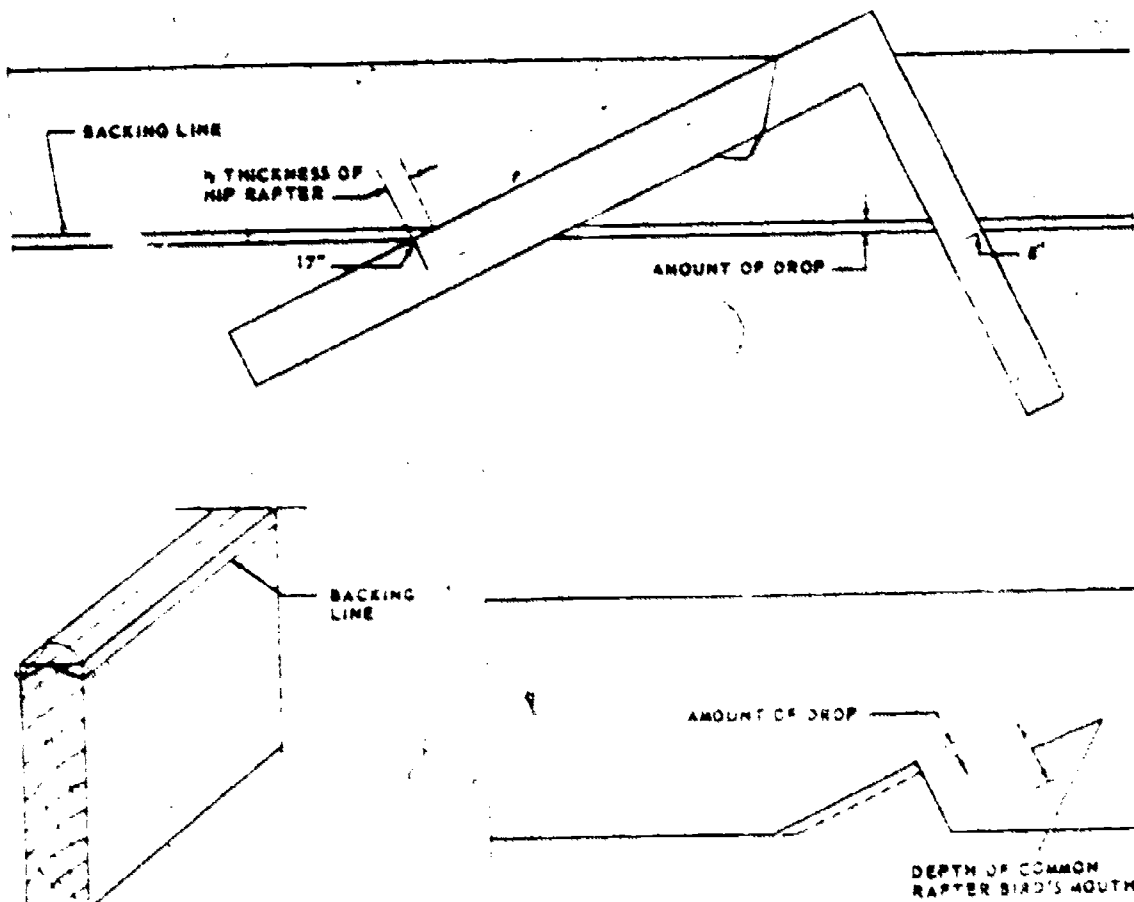 BACKING LINE
½ THICKNESS OF
HIP RAFTER
17"
AMOUNT OF DROP
8"
BACKING
LINE
AMOUNT OF DROP
DEPTH OF COMMON
RAFTER BIRD'S MOUTH